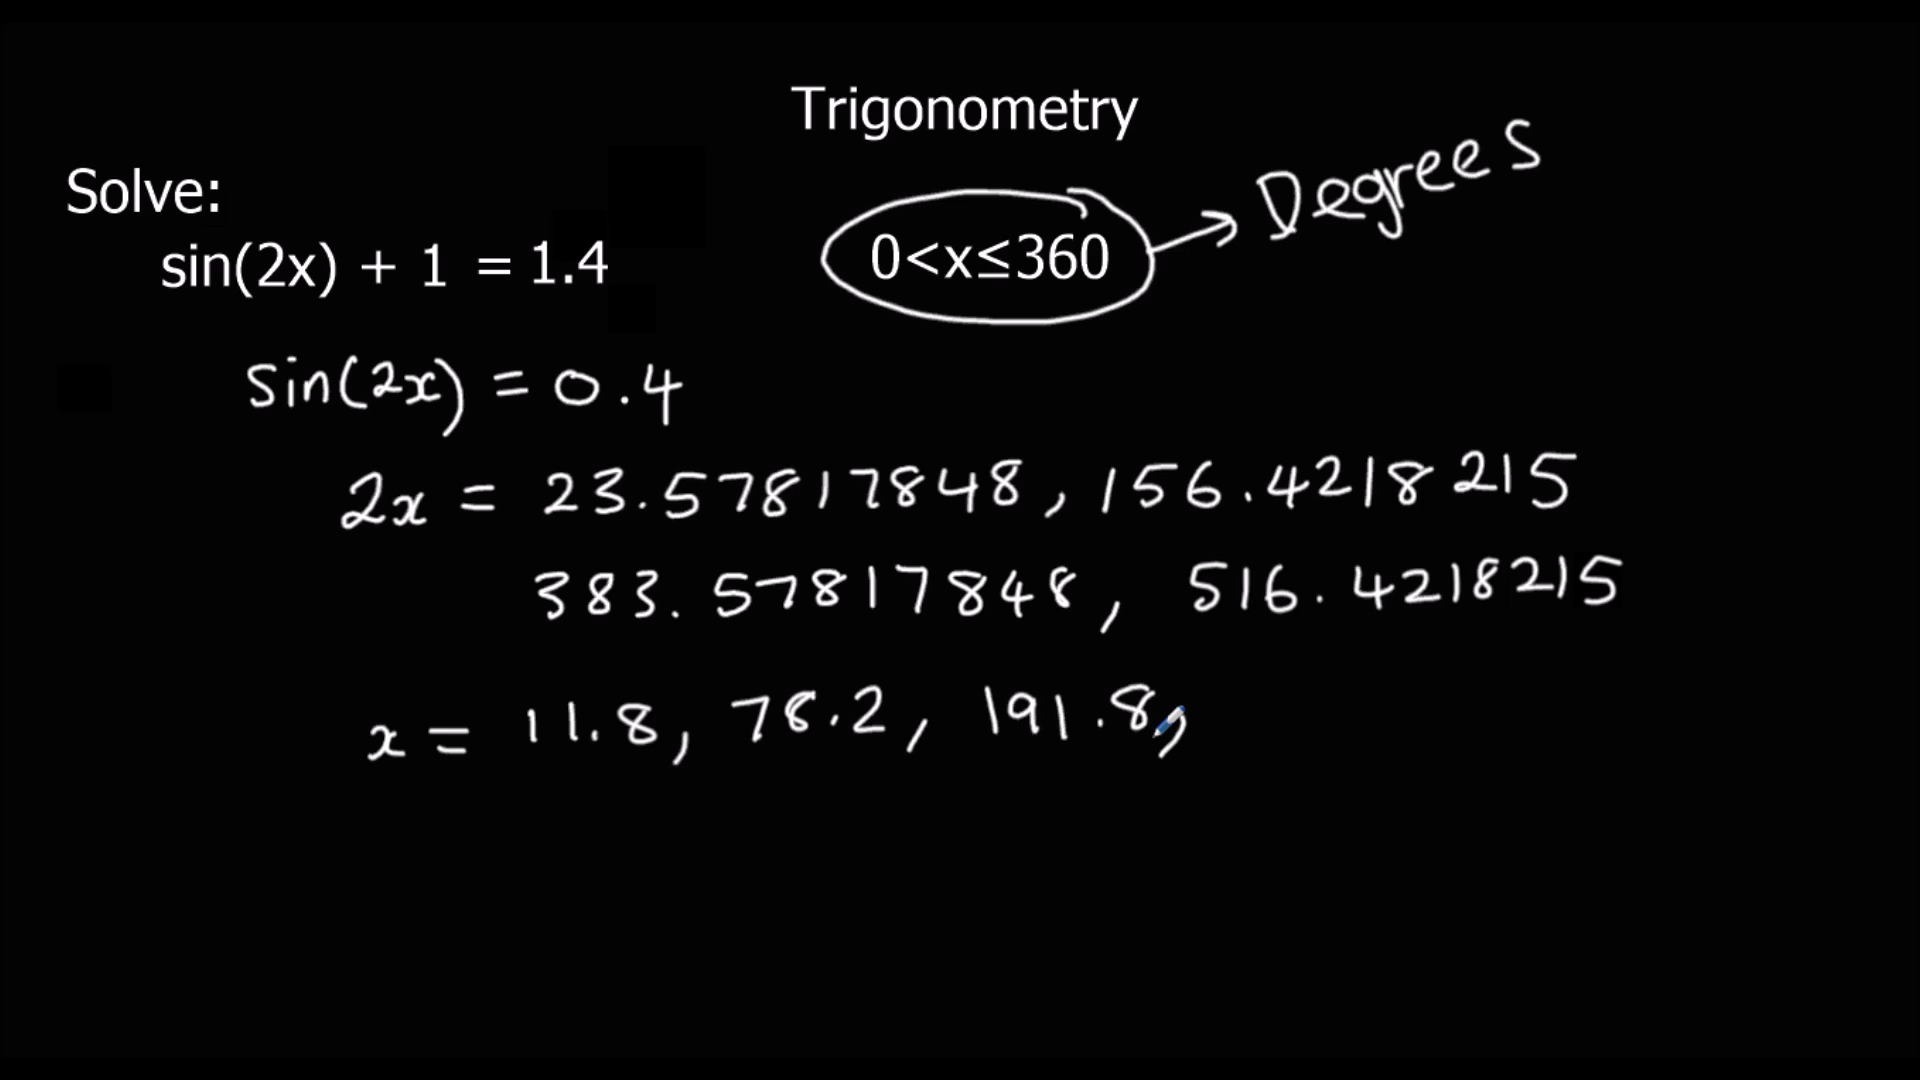 Trigonometry
Degrees
Solve:
0<x≤360
sin(2x) + 1 = 1.4
sin(2x) = 0.4
2x = 23.57817848, 156.4218215
383.57817848, 516.4218215
x = 11.8, 78.2, 191.8,